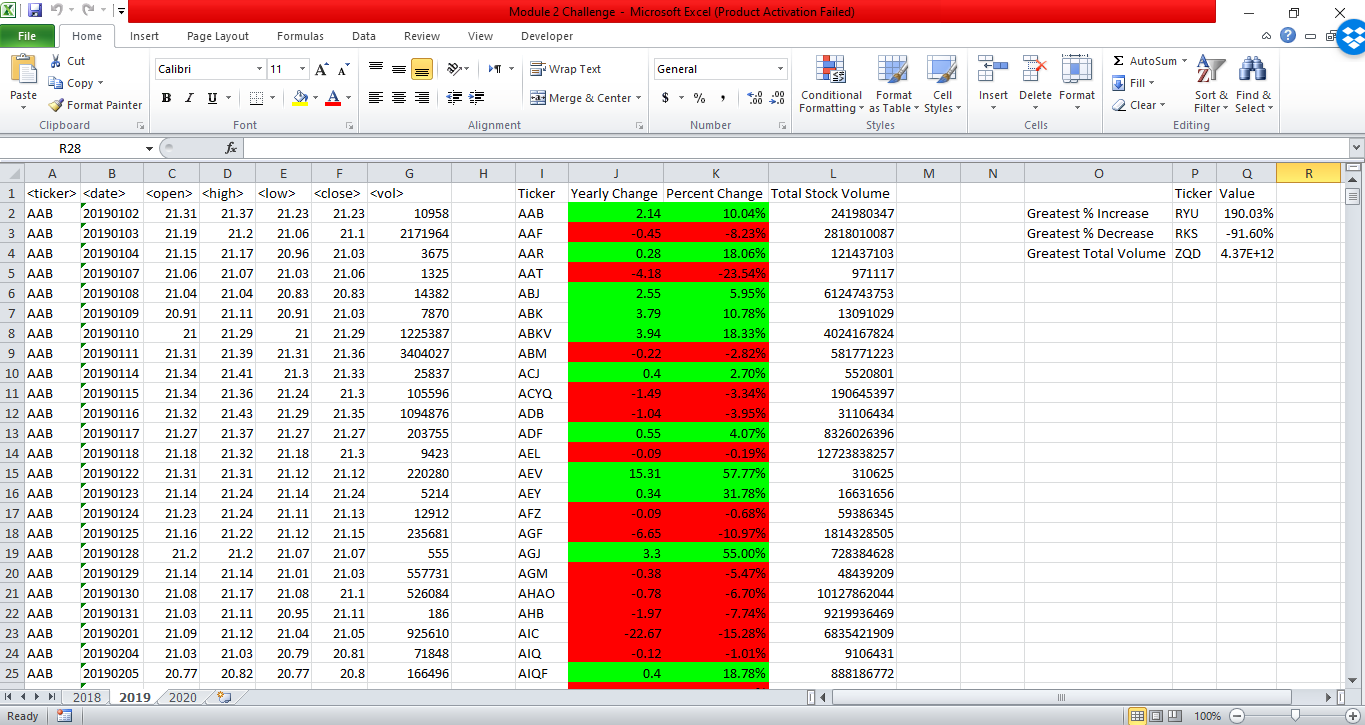 Module 2 Challenge - Microsoft Excel (Product Activation Failed)
File Home Insert Page Layout Formulas Data Review View Developer
Paste Cut Copy Format Painter
Calibri 11
B I U
Wrap Text
Merge & Center
General
$ % ,
Conditional Formatting Format as Table Cell Styles
Insert Delete Format
Σ AutoSum Fill Clear
Sort & Filter Find & Select
Clipboard Font Alignment Number Styles Cells Editing
R28 fx
A B C D E F G H I J K L M N O P Q R
1 <ticker> <date> <open> <high> <low> <close> <vol> Ticker Yearly Change Percent Change Total Stock Volume Ticker Value
2 AAB 20190102 21.31 21.37 21.23 21.23 10958 AAB 2.14 10.04% 241980347 Greatest % Increase RYU 190.03%
3 AAB 20190103 21.19 21.2 21.06 21.1 2171964 AAF -0.45 -8.23% 2818010087 Greatest % Decrease RKS -91.60%
4 AAB 20190104 21.15 21.17 20.96 21.03 3675 AAR 0.28 18.06% 121437103 Greatest Total Volume ZQD 4.37E+12
5 AAB 20190107 21.06 21.07 21.03 21.06 1325 AAT -4.18 -23.54% 971117
6 AAB 20190108 21.04 21.04 20.83 20.83 14382 ABJ 2.55 5.95% 6124743753
7 AAB 20190109 20.91 21.11 20.91 21.03 7870 ABK 3.79 10.78% 13091029
8 AAB 20190110 21 21.29 21 21.29 1225387 ABKV 3.94 18.33% 4024167824
9 AAB 20190111 21.31 21.39 21.31 21.36 3404027 ABM -0.22 -2.82% 581771223
10 AAB 20190114 21.34 21.41 21.3 21.33 25837 ACJ 0.4 2.70% 5520801
11 AAB 20190115 21.34 21.36 21.24 21.3 105596 ACYQ -1.49 -3.34% 190645397
12 AAB 20190116 21.32 21.43 21.29 21.35 1094876 ADB -1.04 -3.95% 31106434
13 AAB 20190117 21.27 21.37 21.27 21.27 203755 ADF 0.55 4.07% 8326026396
14 AAB 20190118 21.18 21.32 21.18 21.3 9423 AEL -0.09 -0.19% 12723838257
15 AAB 20190122 21.31 21.31 21.12 21.12 220280 AEV 15.31 57.77% 310625
16 AAB 20190123 21.14 21.24 21.14 21.24 5214 AEY 0.34 31.78% 16631656
17 AAB 20190124 21.23 21.24 21.11 21.13 12912 AFZ -0.09 -0.68% 59386345
18 AAB 20190125 21.16 21.22 21.12 21.15 235681 AGF -6.65 -10.97% 1814328505
19 AAB 20190128 21.2 21.2 21.07 21.07 555 AGJ 3.3 55.00% 728384628
20 AAB 20190129 21.14 21.14 21.01 21.03 557731 AGM -0.38 -5.47% 48439209
21 AAB 20190130 21.08 21.17 21.08 21.1 526084 AHAO -0.78 -6.70% 10127862044
22 AAB 20190131 21.03 21.11 20.95 21.11 186 AHB -1.97 -7.74% 9219936469
23 AAB 20190201 21.09 21.12 21.04 21.05 925610 AIC -22.67 -15.28% 6835421909
24 AAB 20190204 21.03 21.03 20.79 20.81 71848 AIQ -0.12 -1.01% 9106431
25 AAB 20190205 20.77 20.82 20.77 20.8 166496 AIQF 0.4 18.78% 888186772
2018 2019 2020
Ready 100%